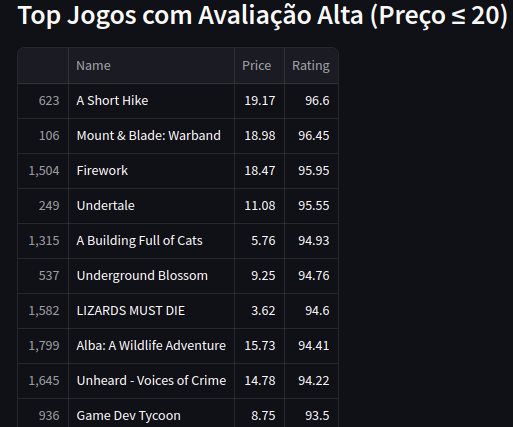 Top Jogos com Avaliação Alta (Preço ≤ 20)
Name Price Rating
623 A Short Hike 19.17 96.6
106 Mount & Blade: Warband 18.98 96.45
1,504 Firework 18.47 95.95
249 Undertale 11.08 95.55
1,315 A Building Full of Cats 5.76 94.93
537 Underground Blossom 9.25 94.76
1,582 LIZARDS MUST DIE 3.62 94.6
1,799 Alba: A Wildlife Adventure 15.73 94.41
1,645 Unheard - Voices of Crime 14.78 94.22
936 Game Dev Tycoon 8.75 93.5